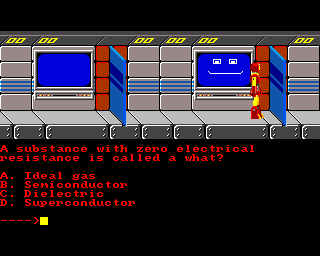 A substance with zero electrical
resistance is called a what?
A. Ideal gas
B. Semiconductor
C. Dielectric
D. Superconductor
---->